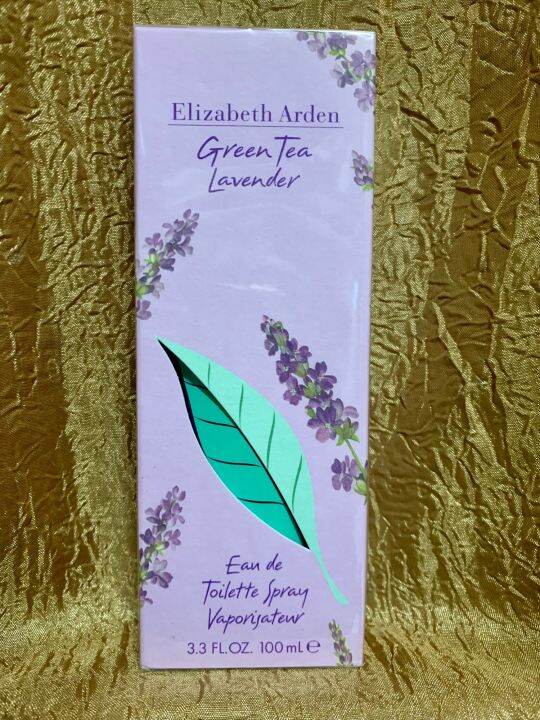 Elizabeth Arden
Green Tea
Lavender
Eau de
Toilette Spray
Vaporisateur
3.3 FL.OZ. 100 mL ℮